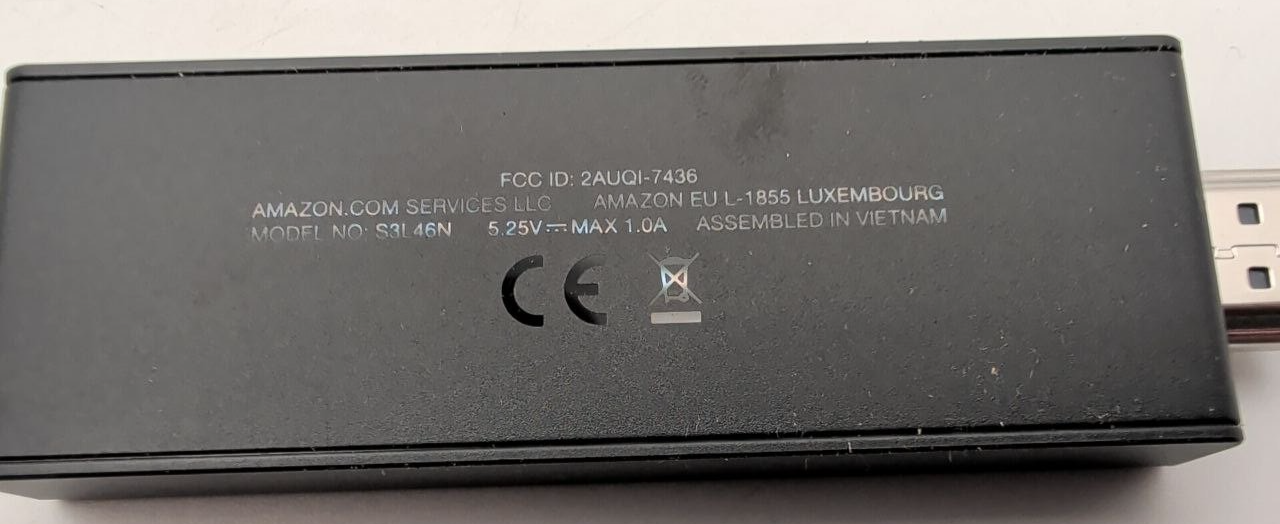 FCC ID: 2AUQI-7436
AMAZON.COM SERVICES LLC AMAZON EU L-1855 LUXEMBOURG
MODEL NO: S3L46N 5.25V⎓MAX 1.0A ASSEMBLED IN VIETNAM
CE